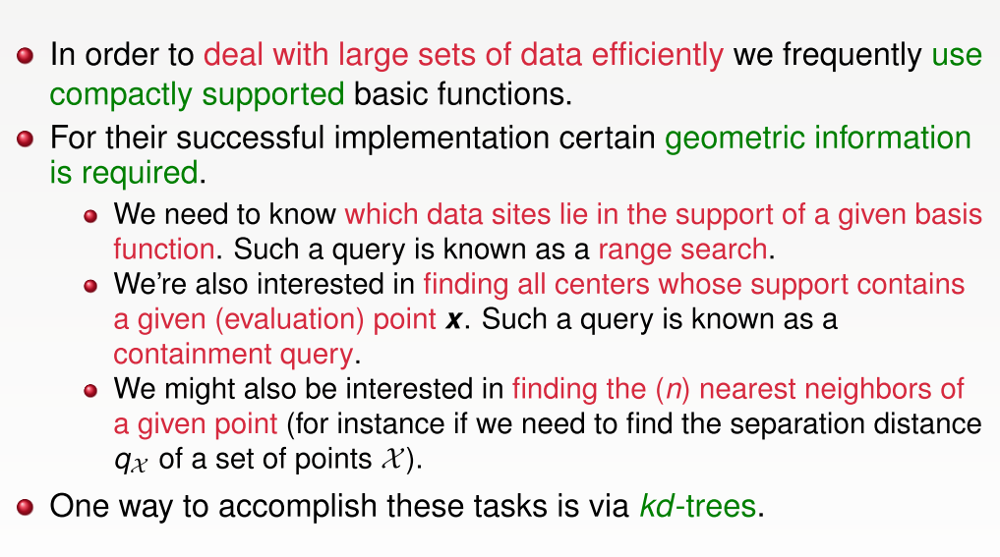 In order to deal with large sets of data efficiently we frequently use
compactly supported basic functions.
For their successful implementation certain geometric information
is required.
We need to know which data sites lie in the support of a given basis
function. Such a query is known as a range search.
We're also interested in finding all centers whose support contains
a given (evaluation) point x. Such a query is known as a
containment query.
We might also be interested in finding the (n) nearest neighbors of
a given point (for instance if we need to find the separation distance
q𝒳 of a set of points 𝒳).
One way to accomplish these tasks is via kd-trees.